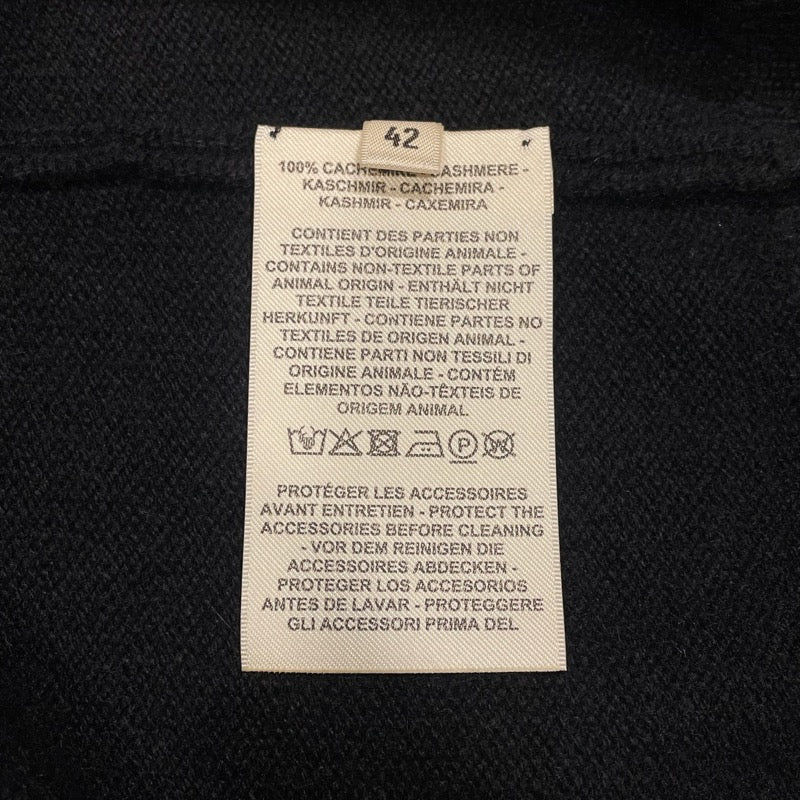 42
100% CACHEMIRE CASHMERE -
KASCHMIR - CACHEMIRA -
KASHMIR - CAXEMIRA
CONTIENT DES PARTIES NON
TEXTILES D'ORIGINE ANIMALE -
CONTAINS NON-TEXTILE PARTS OF
ANIMAL ORIGIN - ENTHÄLT NICHT
TEXTILE TEILE TIERISCHER
HERKUNFT - CONTIENE PARTES NO
TEXTILES DE ORIGEN ANIMAL -
CONTIENE PARTI NON TESSILI DI
ORIGINE ANIMALE - CONTÉM
ELEMENTOS NÃO-TÊXTEIS DE
ORIGEM ANIMAL
P W
PROTÉGER LES ACCESSOIRES
AVANT ENTRETIEN - PROTECT THE
ACCESSORIES BEFORE CLEANING
- VOR DEM REINIGEN DIE
ACCESSOIRES ABDECKEN -
PROTEGER LOS ACCESORIOS
ANTES DE LAVAR - PROTEGGERE
GLI ACCESSORI PRIMA DEL